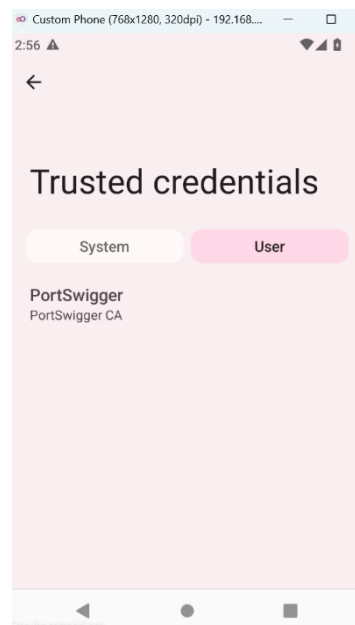 Custom Phone (768x1280, 320dpi) - 192.168....
2:56
Trusted credentials
System
User
PortSwigger
PortSwigger CA